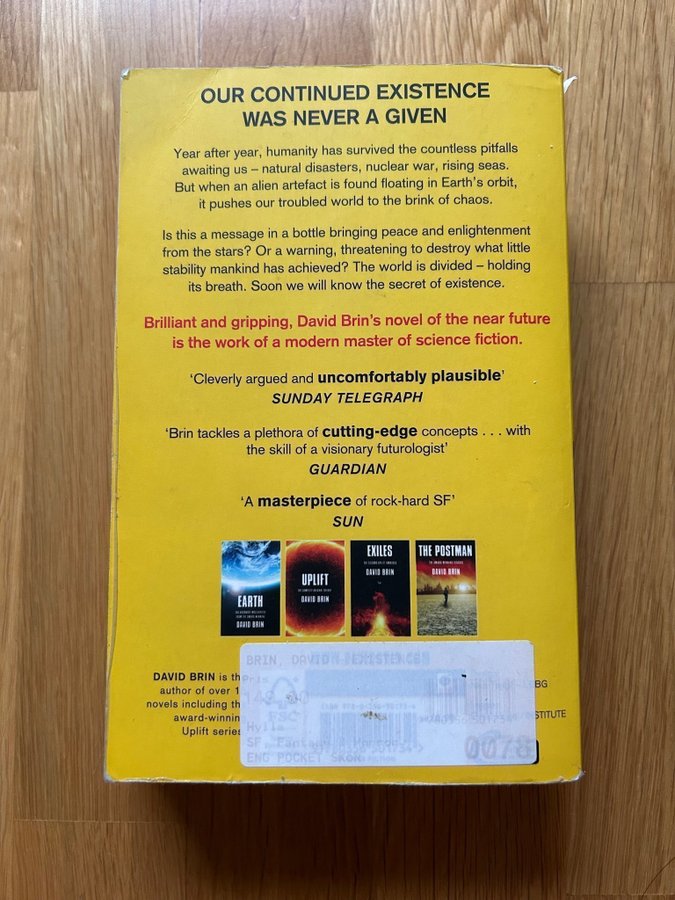 OUR CONTINUED EXISTENCE
WAS NEVER A GIVEN
Year after year, humanity has survived the countless pitfalls
awaiting us – natural disasters, nuclear war, rising seas.
But when an alien artefact is found floating in Earth's orbit,
it pushes our troubled world to the brink of chaos.
Is this a message in a bottle bringing peace and enlightenment
from the stars? Or a warning, threatening to destroy what little
stability mankind has achieved? The world is divided – holding
its breath. Soon we will know the secret of existence.
Brilliant and gripping, David Brin's novel of the near future
is the work of a modern master of science fiction.
'Cleverly argued and uncomfortably plausible'
SUNDAY TELEGRAPH
'Brin tackles a plethora of cutting-edge concepts . . . with
the skill of a visionary futurologist'
GUARDIAN
'A masterpiece of rock-hard SF'
SUN
EARTH
DAVID BRIN
UPLIFT
DAVID BRIN
EXILES
DAVID BRIN
THE POSTMAN
DAVID BRIN
BRIN, DAVID
DAVID BRIN is the
author of over 1
novels including th
award-winnin
Uplift series
FSC
Hylla
SF
ENG POCKET
0078